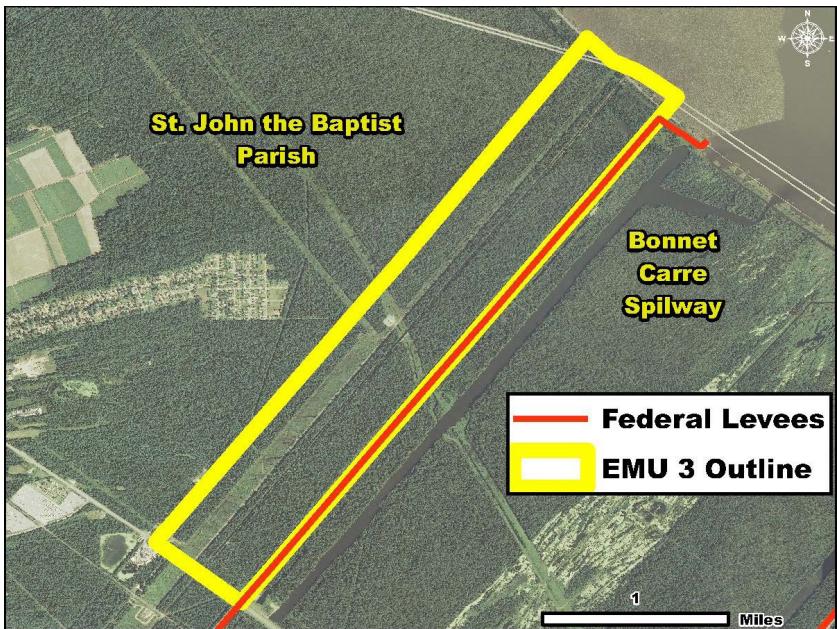 N
W
E
S
St. John the Baptist
Parish
Bonnet
Carre
Spilway
Federal Levees
EMU 3 Outline
1
Miles